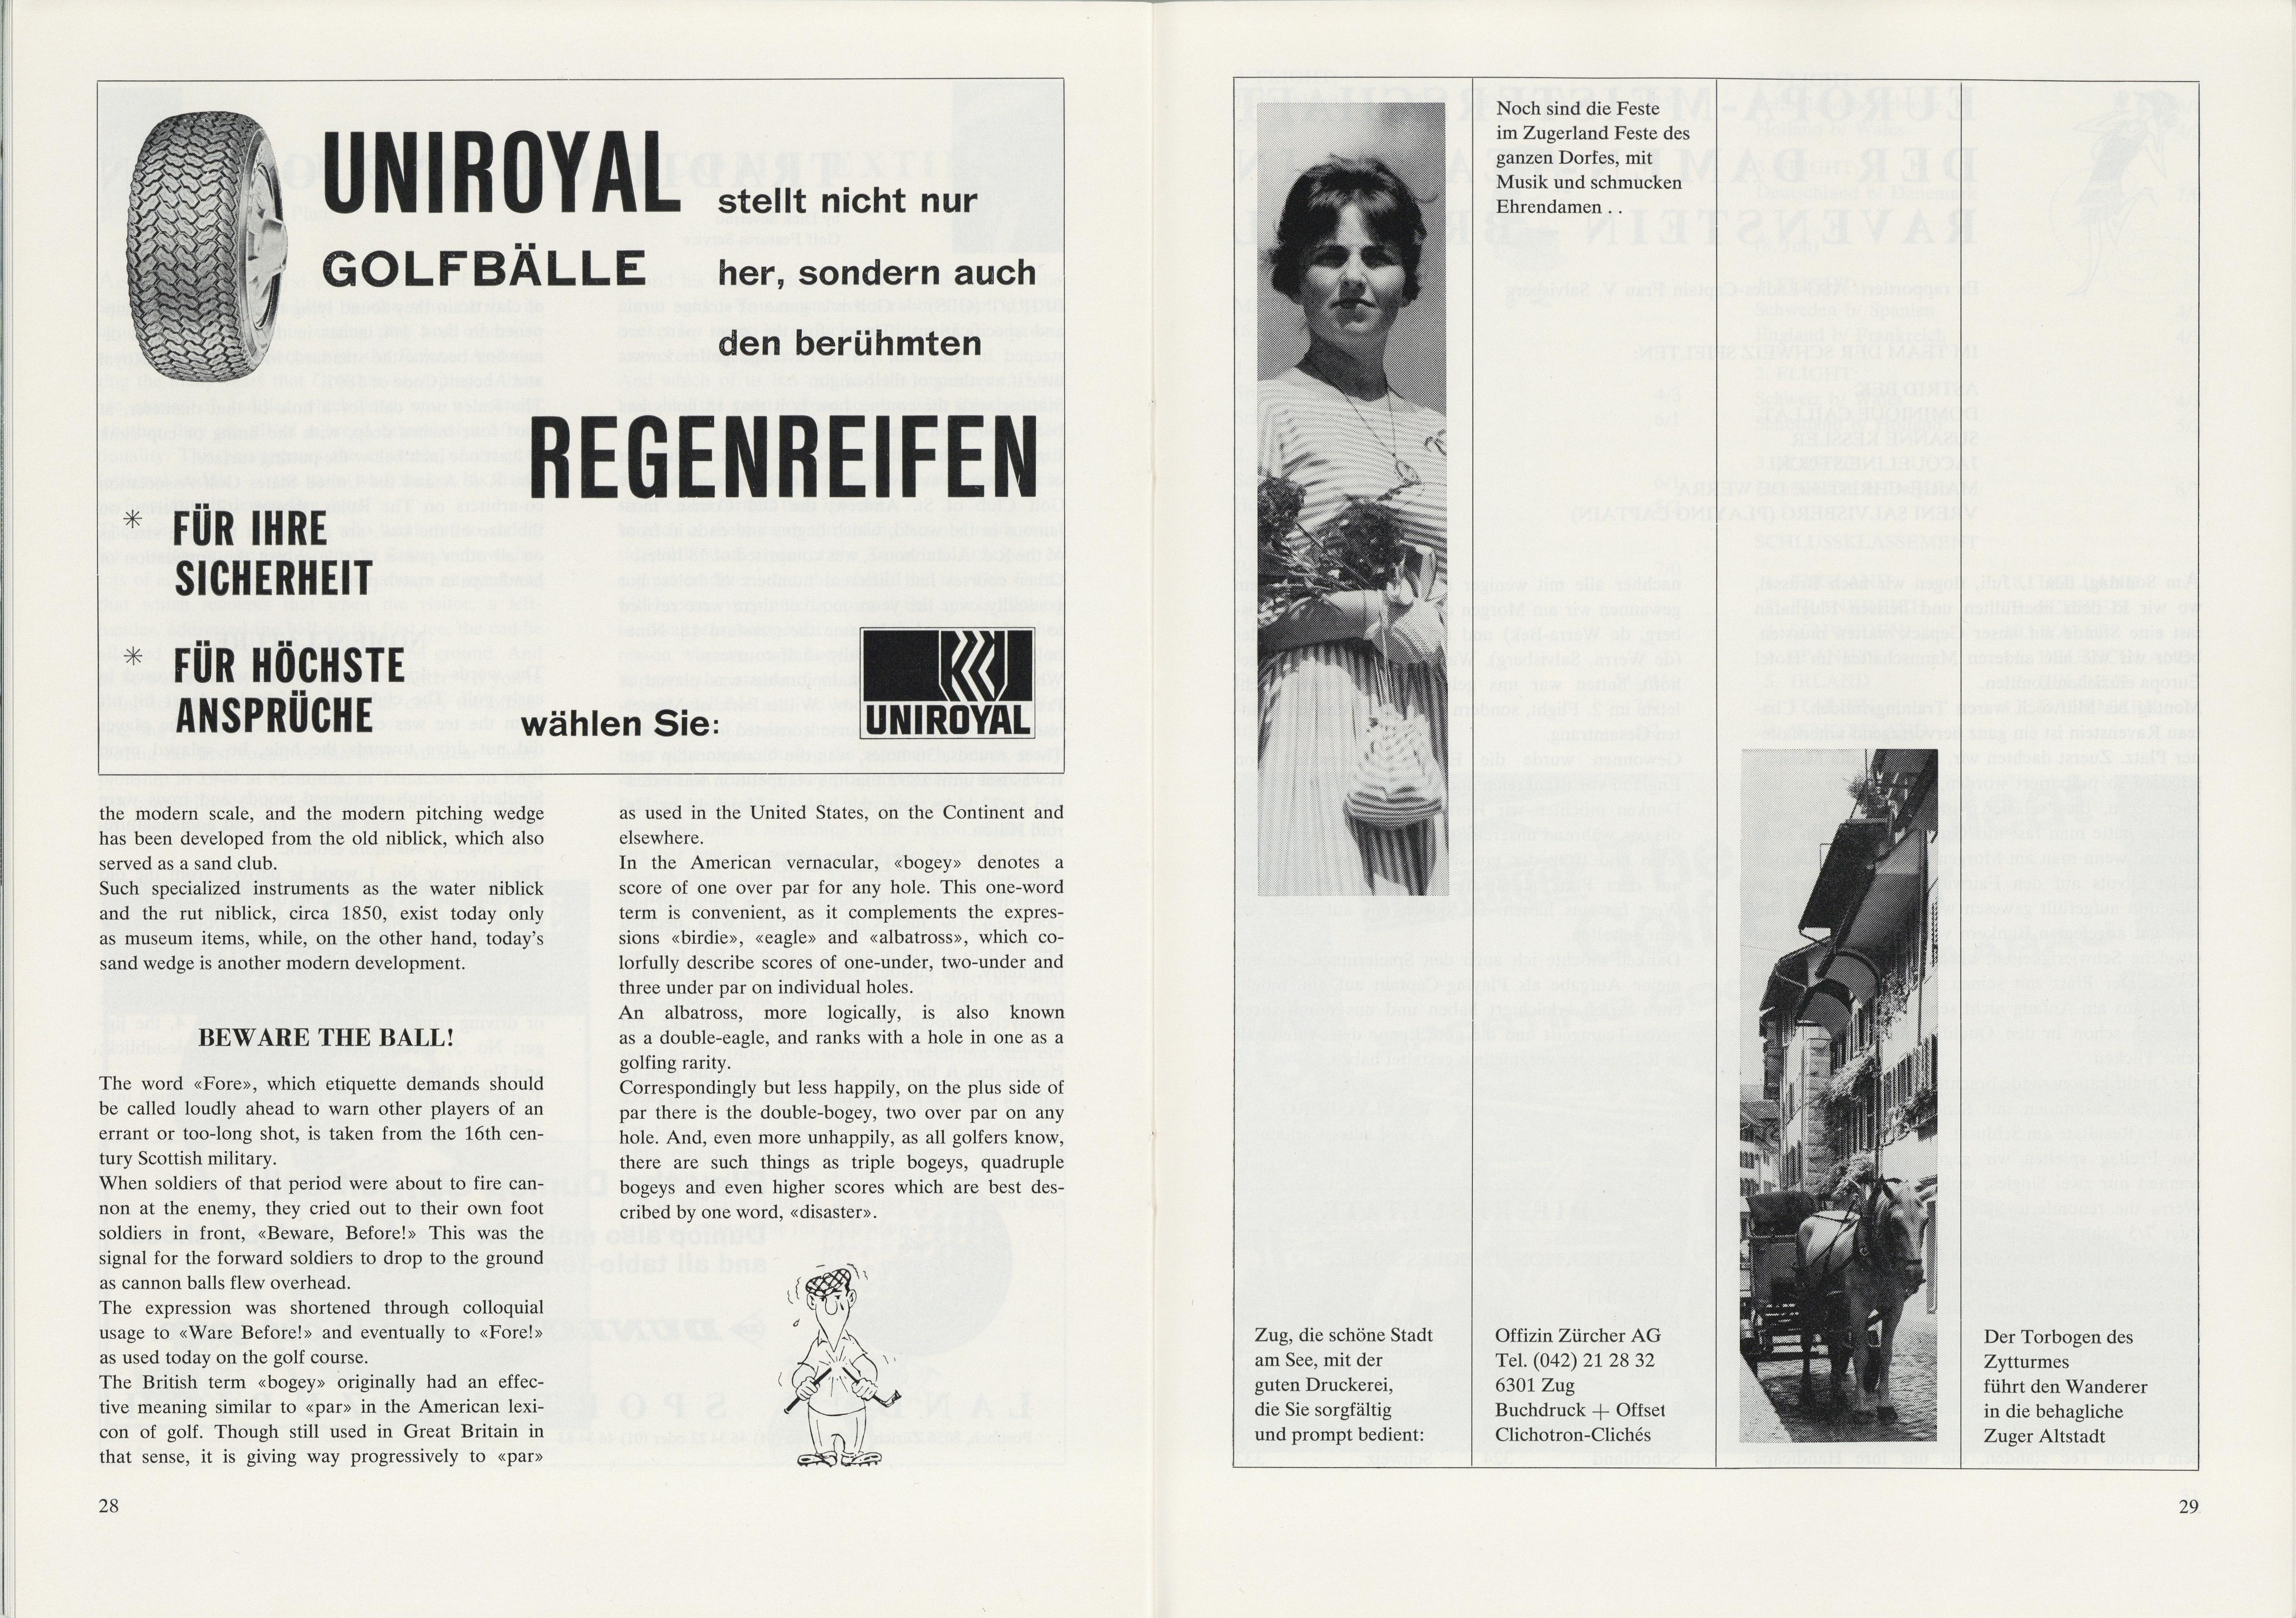 UNIROYAL
GOLFBÄLLE
stellt nicht nur
her, sondern auch
den berühmten
REGENREIFEN
* FÜR IHRE
SICHERHEIT
* FÜR HÖCHSTE
ANSPRÜCHE
wählen Sie:
UNIROYAL
the modern scale, and the modern pitching wedge
has been developed from the old niblick, which also
served as a sand club.
Such specialized instruments as the water niblick
and the rut niblick, circa 1850, exist today only
as museum items, while, on the other hand, today's
sand wedge is another modern development.
BEWARE THE BALL!
The word «Fore», which etiquette demands should
be called loudly ahead to warn other players of an
errant or too-long shot, is taken from the 16th cen-
tury Scottish military.
When soldiers of that period were about to fire can-
non at the enemy, they cried out to their own foot
soldiers in front, «Beware, Before!» This was the
signal for the forward soldiers to drop to the ground
as cannon balls flew overhead.
The expression was shortened through colloquial
usage to «Ware Before!» and eventually to «Fore!»
as used today on the golf course.
The British term «bogey» originally had an effec-
tive meaning similar to «par» in the American lexi-
con of golf. Though still used in Great Britain in
that sense, it is giving way progressively to «par»
as used in the United States, on the Continent and
elsewhere.
In the American vernacular, «bogey» denotes a
score of one over par for any hole. This one-word
term is convenient, as it complements the expres-
sions «birdie», «eagle» and «albatross», which co-
lorfully describe scores of one-under, two-under and
three under par on individual holes.
An albatross, more logically, is also known
as a double-eagle, and ranks with a hole in one as a
golfing rarity.
Correspondingly but less happily, on the plus side of
par there is the double-bogey, two over par on any
hole. And, even more unhappily, as all golfers know,
there are such things as triple bogeys, quadruple
bogeys and even higher scores which are best des-
cribed by one word, «disaster».
28
Noch sind die Feste
im Zugerland Feste des
ganzen Dorfes, mit
Musik und schmucken
Ehrendamen . .
Zug, die schöne Stadt
am See, mit der
guten Druckerei,
die Sie sorgfältig
und prompt bedient:
Offizin Zürcher AG
Tel. (042) 21 28 32
6301 Zug
Buchdruck + Offset
Clichotron-Clichés
Der Torbogen des
Zytturmes
führt den Wanderer
in die behagliche
Zuger Altstadt
29